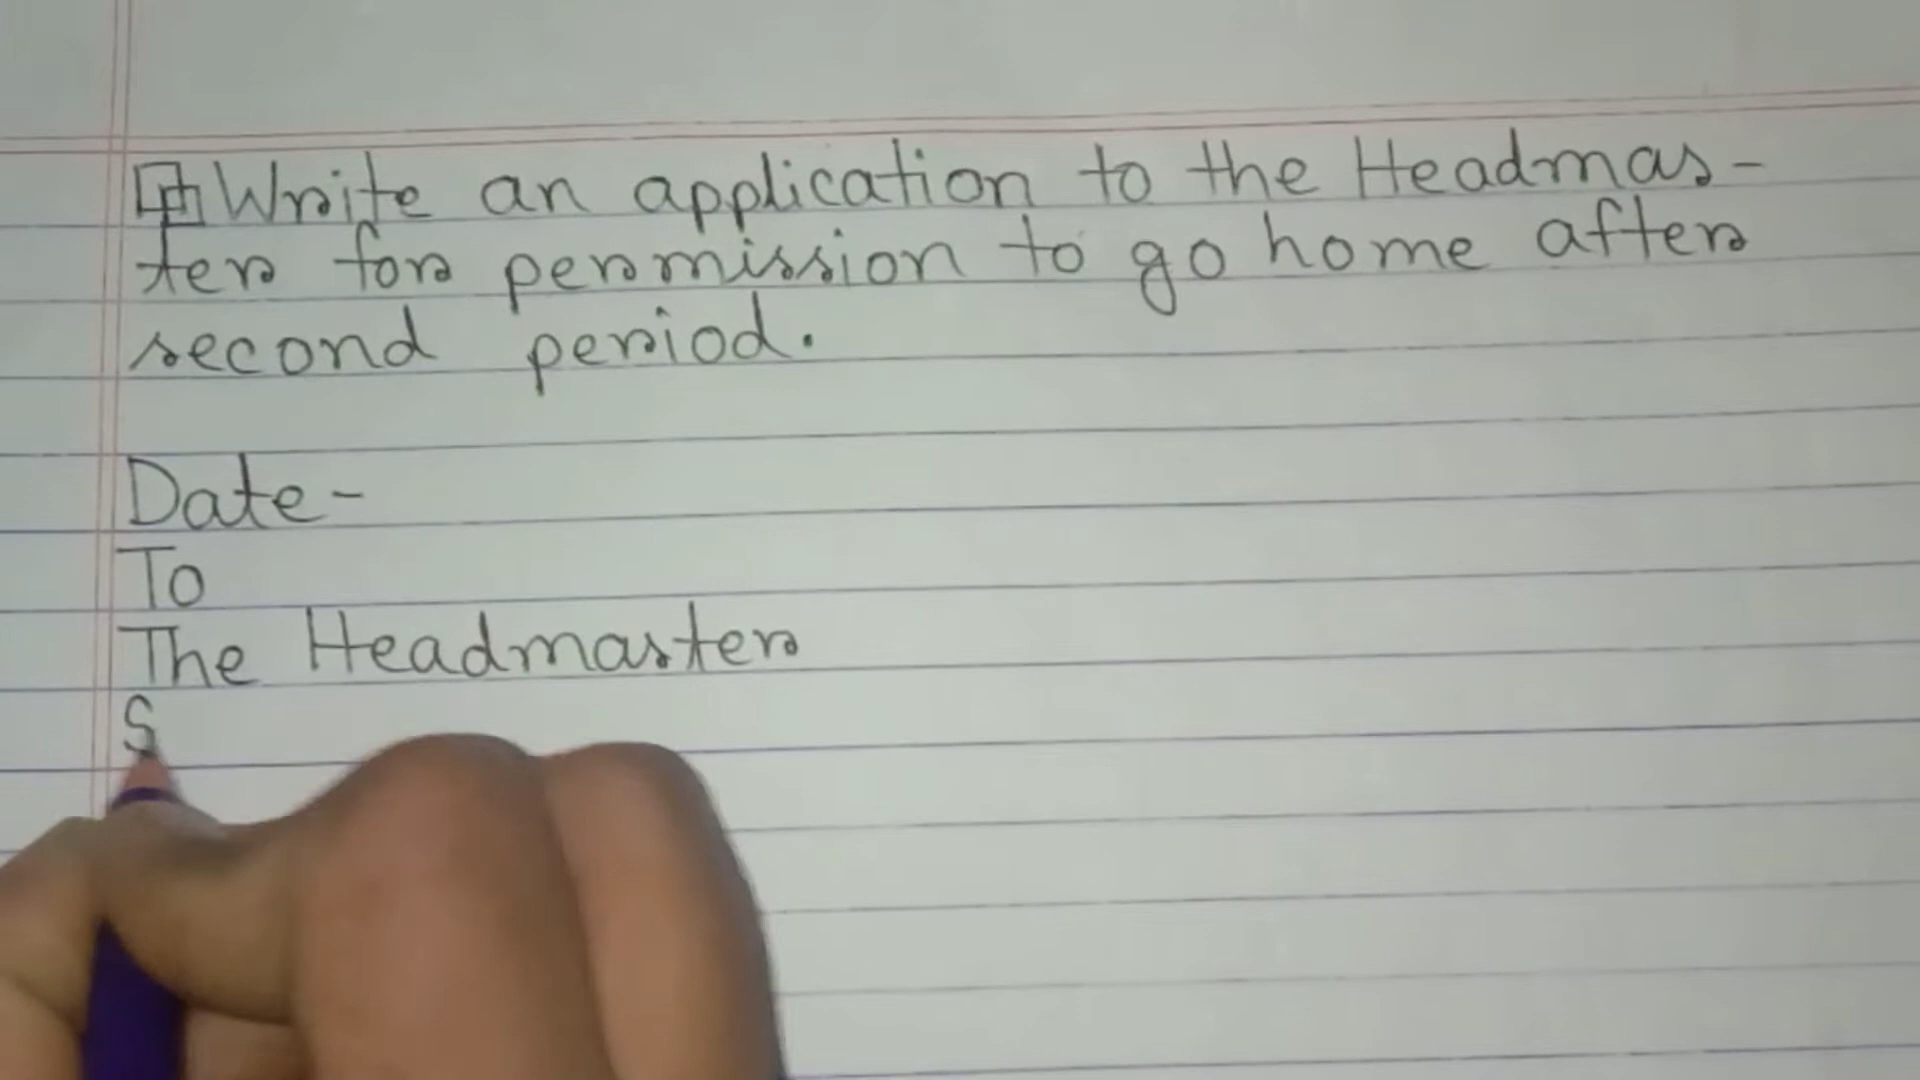 Write an application to the Headmas-
ter for permission to go home after
second period.
Date-
To
The Headmaster
S